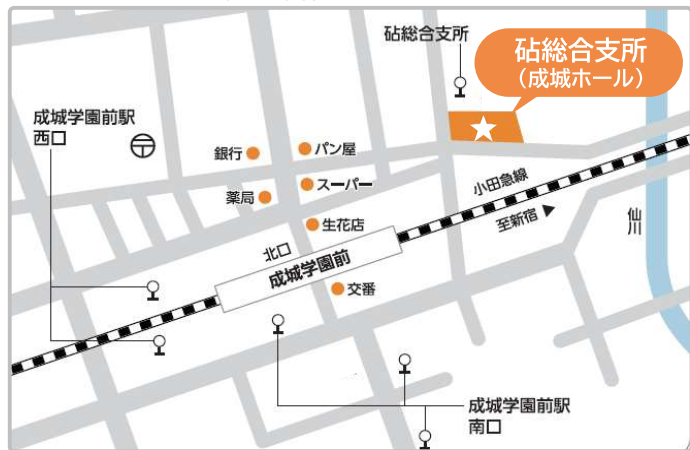 砧総合支所
砧総合支所
(成城ホール)
成城学園前駅
西口
銀行
パン屋
薬局
スーパー
生花店
小田急線
至新宿
仙川
北口
成城学園前
交番
成城学園前駅
南口